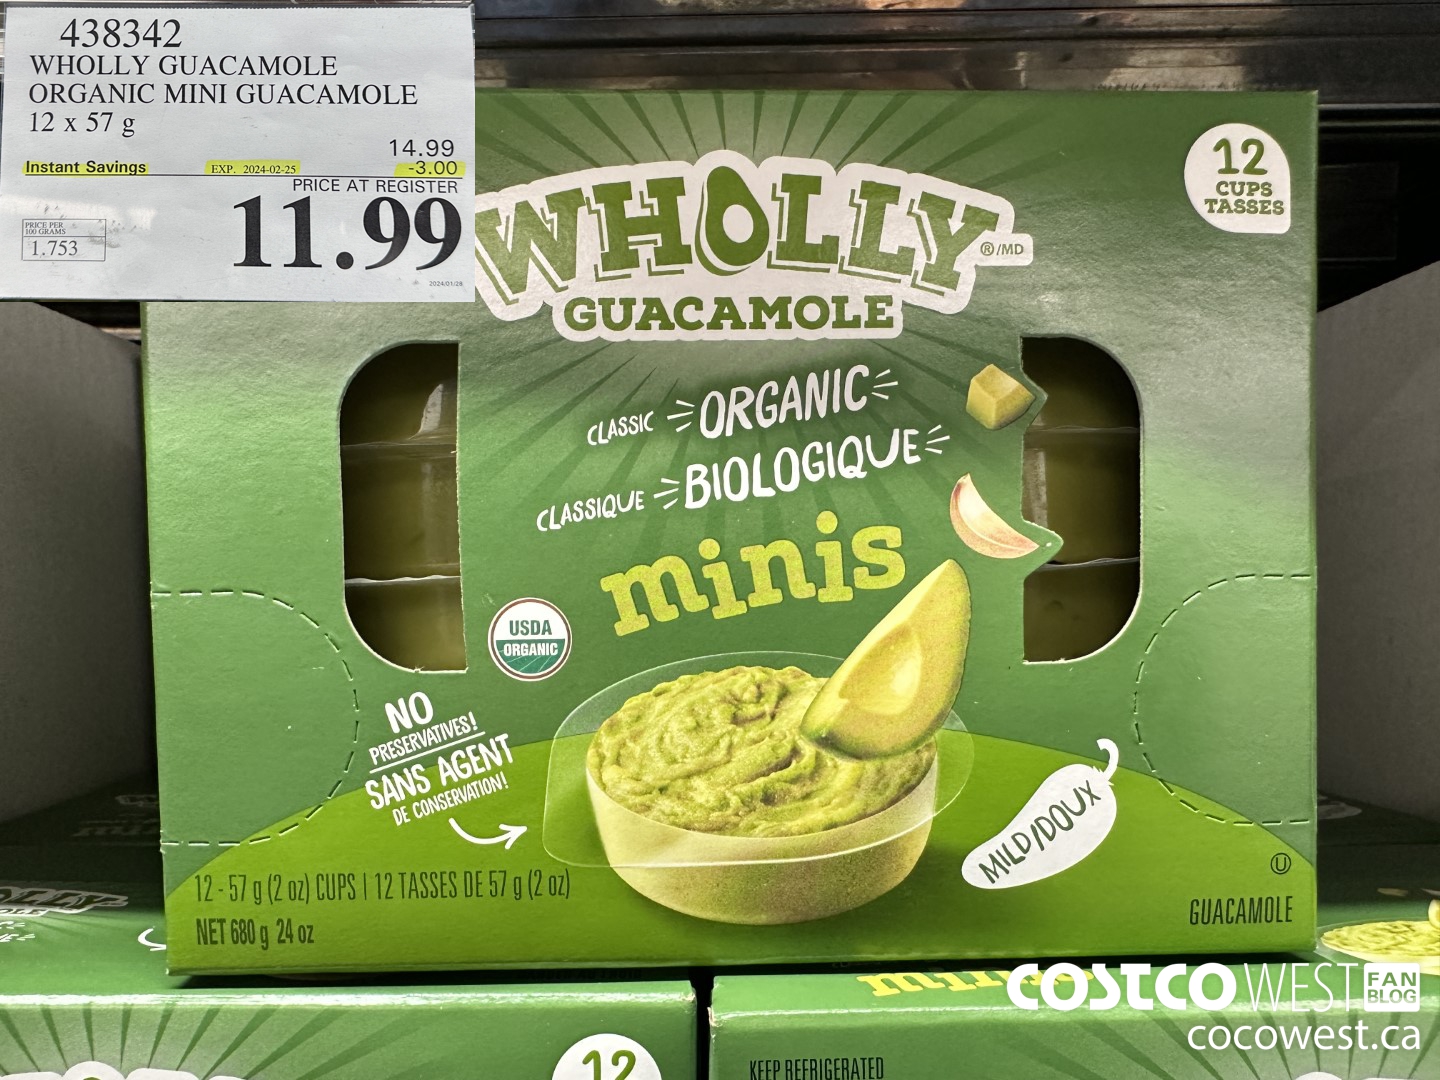 438342
WHOLLY GUACAMOLE
ORGANIC MINI GUACAMOLE
12 x 57 g
14.99
Instant Savings EXP. 2024-02-25 -3.00
PRICE AT REGISTER
11.99
PRICE PER
100 GRAMS
1.753
2024/01/28
12
CUPS
TASSES
WHOLLY ®/MD
GUACAMOLE
CLASSIC ORGANIC
CLASSIQUE BIOLOGIQUE
minis
USDA
ORGANIC
NO
PRESERVATIVES!
SANS AGENT
DE CONSERVATION!
MILD/DOUX
U
12 - 57 g (2 oz) CUPS | 12 TASSES DE 57 g (2 oz)
NET 680 g 24 oz
GUACAMOLE
minis
12
KEEP REFRIGERATED
COSTCO WEST FAN BLOG
cocowest.ca